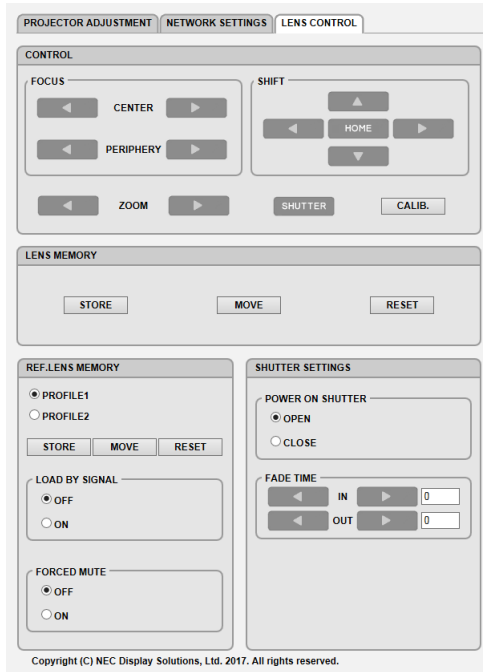 PROJECTOR ADJUSTMENT NETWORK SETTINGS LENS CONTROL
CONTROL
FOCUS
CENTER
PERIPHERY
SHIFT
HOME
ZOOM
SHUTTER
CALIB.
LENS MEMORY
STORE MOVE RESET
REF.LENS MEMORY
PROFILE1
PROFILE2
STORE MOVE RESET
LOAD BY SIGNAL
OFF
ON
FORCED MUTE
OFF
ON
SHUTTER SETTINGS
POWER ON SHUTTER
OPEN
CLOSE
FADE TIME
IN 0
OUT 0
Copyright (C) NEC Display Solutions, Ltd. 2017. All rights reserved.